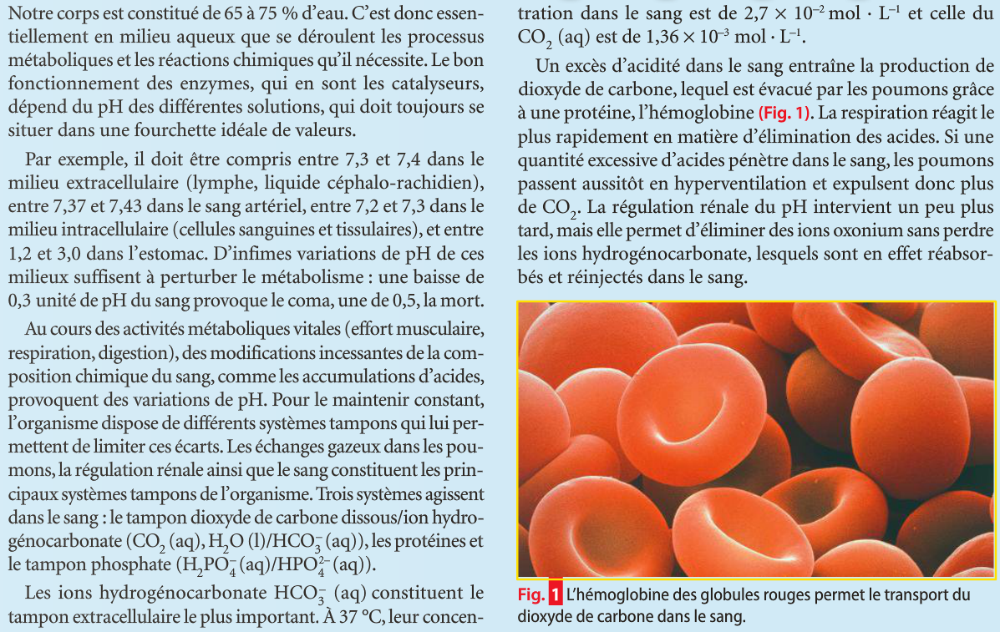 Notre corps est constitué de 65 à 75 % d'eau. C'est donc essen-
tiellement en milieu aqueux que se déroulent les processus
métaboliques et les réactions chimiques qu'il nécessite. Le bon
fonctionnement des enzymes, qui en sont les catalyseurs,
dépend du pH des différentes solutions, qui doit toujours se
situer dans une fourchette idéale de valeurs.
Par exemple, il doit être compris entre 7,3 et 7,4 dans le
milieu extracellulaire (lymphe, liquide céphalo-rachidien),
entre 7,37 et 7,43 dans le sang artériel, entre 7,2 et 7,3 dans le
milieu intracellulaire (cellules sanguines et tissulaires), et entre
1,2 et 3,0 dans l'estomac. D'infimes variations de pH de ces
milieux suffisent à perturber le métabolisme : une baisse de
0,3 unité de pH du sang provoque le coma, une de 0,5, la mort.
Au cours des activités métaboliques vitales (effort musculaire,
respiration, digestion), des modifications incessantes de la com-
position chimique du sang, comme les accumulations d'acides,
provoquent des variations de pH. Pour le maintenir constant,
l'organisme dispose de différents systèmes tampons qui lui per-
mettent de limiter ces écarts. Les échanges gazeux dans les pou-
mons, la régulation rénale ainsi que le sang constituent les prin-
cipaux systèmes tampons de l'organisme. Trois systèmes agissent
dans le sang : le tampon dioxyde de carbone dissous/ion hydro-
génocarbonate (CO₂ (aq), H₂O (l)/HCO₃⁻ (aq)), les protéines et
le tampon phosphate (H₂PO₄⁻ (aq)/HPO₄²⁻ (aq)).
Les ions hydrogénocarbonate HCO₃⁻ (aq) constituent le
tampon extracellulaire le plus important. À 37 °C, leur concen-
tration dans le sang est de 2,7 × 10⁻² mol · L⁻¹ et celle du
CO₂ (aq) est de 1,36 × 10⁻³ mol · L⁻¹.
Un excès d'acidité dans le sang entraîne la production de
dioxyde de carbone, lequel est évacué par les poumons grâce
à une protéine, l'hémoglobine (Fig. 1). La respiration réagit le
plus rapidement en matière d'élimination des acides. Si une
quantité excessive d'acides pénètre dans le sang, les poumons
passent aussitôt en hyperventilation et expulsent donc plus
de CO₂. La régulation rénale du pH intervient un peu plus
tard, mais elle permet d'éliminer des ions oxonium sans perdre
les ions hydrogénocarbonate, lesquels sont en effet réabsor-
bés et réinjectés dans le sang.
Fig. 1 L'hémoglobine des globules rouges permet le transport du
dioxyde de carbone dans le sang.